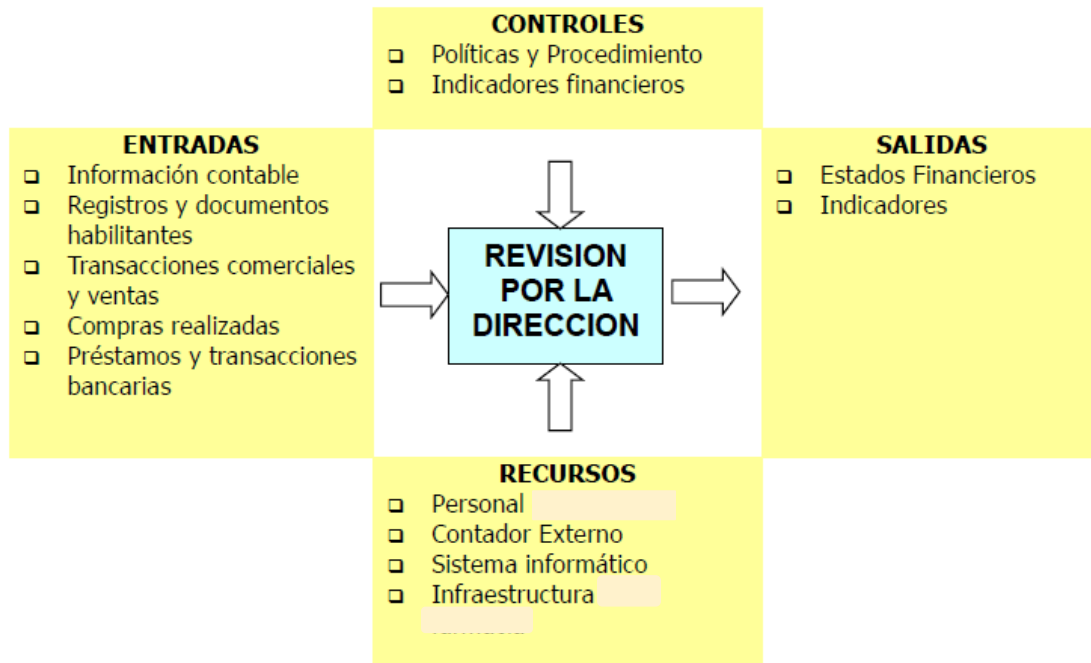 CONTROLES
Políticas y Procedimiento
Indicadores financieros
ENTRADAS
Información contable
Registros y documentos
habilitantes
Transacciones comerciales
y ventas
Compras realizadas
Préstamos y transacciones
bancarias
REVISION
POR LA
DIRECCION
SALIDAS
Estados Financieros
Indicadores
RECURSOS
Personal
Contador Externo
Sistema informático
Infraestructura